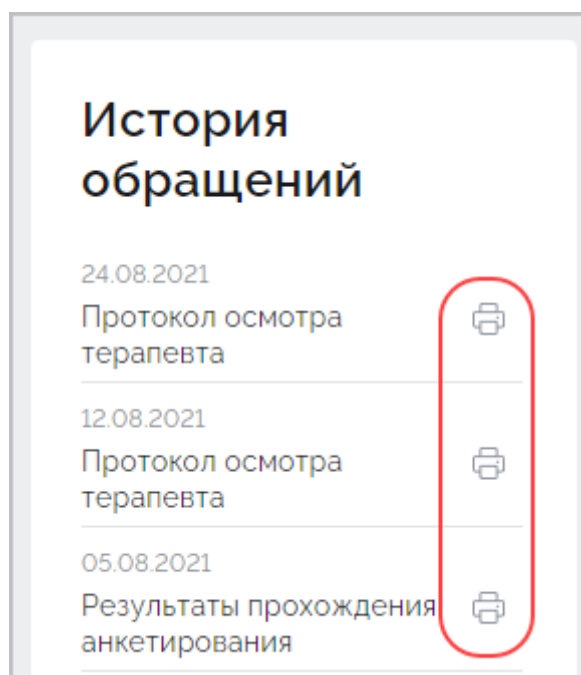 История
обращений
24.08.2021
Протокол осмотра
терапевта
12.08.2021
Протокол осмотра
терапевта
05.08.2021
Результаты прохождения
анкетирования